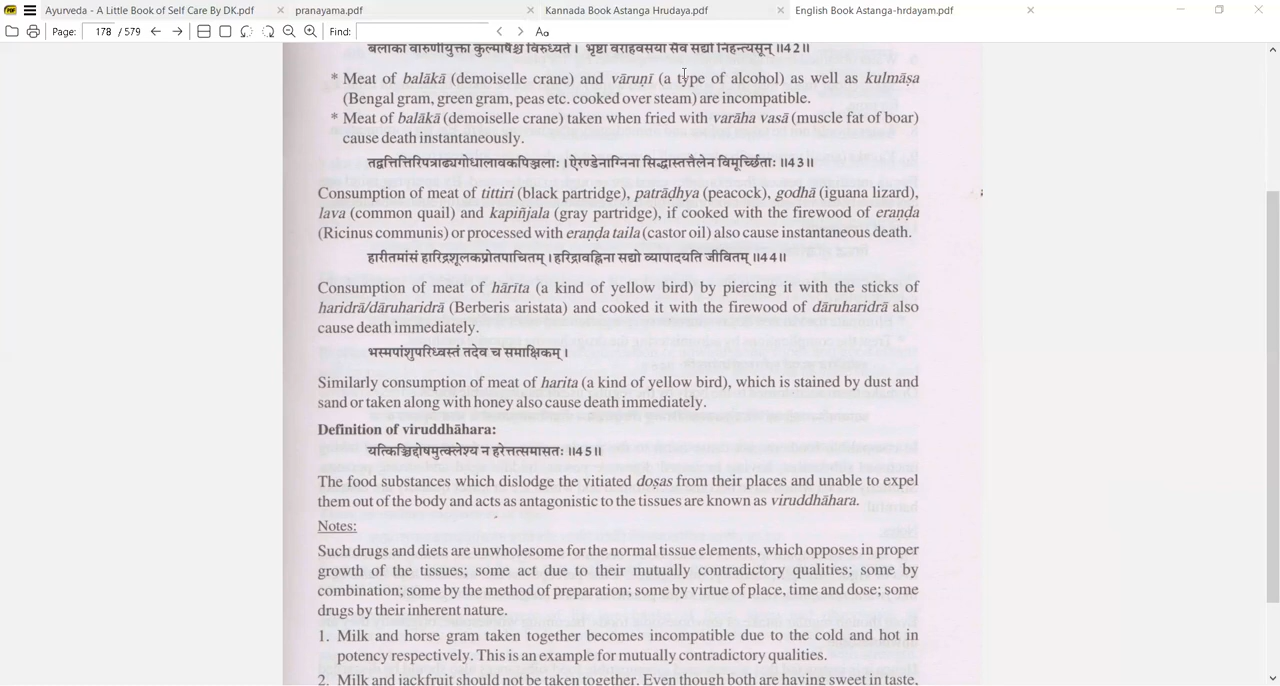 Ayurveda - A Little Book of Self Care By DK.pdf × pranayama.pdf × Kannada Book Astanga Hrudaya.pdf × English Book Astanga-hrdayam.pdf ×
Page: 178 / 579 Find: Aa
बलाका वारुणीयुक्ता कुल्माषैश्च विरुध्यते । भृष्टा वराहवसया सैव सद्यो निहन्त्यसून् ॥42॥
* Meat of balākā (demoiselle crane) and vāruṇī (a type of alcohol) as well as kulmāṣa
(Bengal gram, green gram, peas etc. cooked over steam) are incompatible.
* Meat of balākā (demoiselle crane) taken when fried with varāha vasā (muscle fat of boar)
cause death instantaneously.
तद्वत्तित्तिरिपत्राढ्यगोधालावकपिञ्जलाः । ऐरण्डेनाग्निना सिद्धास्तत्तैलेन विमूर्च्छिताः ॥43॥
Consumption of meat of tittiri (black partridge), patrāḍhya (peacock), godhā (iguana lizard),
lava (common quail) and kapiñjala (gray partridge), if cooked with the firewood of eraṇḍa
(Ricinus communis) or processed with eraṇḍa taila (castor oil) also cause instantaneous death.
हारीतमांसं हारिद्रशूलकप्रोतपाचितम् । हरिद्रावह्निना सद्यो व्यापादयति जीवितम् ॥44॥
Consumption of meat of hārīta (a kind of yellow bird) by piercing it with the sticks of
haridrā/dāruharidrā (Berberis aristata) and cooked it with the firewood of dāruharidrā also
cause death immediately.
भस्मपांशुपरिध्वस्तं तदेव च समाक्षिकम् ।
Similarly consumption of meat of harita (a kind of yellow bird), which is stained by dust and
sand or taken along with honey also cause death immediately.
Definition of viruddhāhara:
यत्किञ्चिद्दोषमुत्क्लेश्य न हरेत्तत्समासतः ॥45॥
The food substances which dislodge the vitiated doṣas from their places and unable to expel
them out of the body and acts as antagonistic to the tissues are known as viruddhāhara.
Notes:
Such drugs and diets are unwholesome for the normal tissue elements, which opposes in proper
growth of the tissues; some act due to their mutually contradictory qualities; some by
combination; some by the method of preparation; some by virtue of place, time and dose; some
drugs by their inherent nature.
1. Milk and horse gram taken together becomes incompatible due to the cold and hot in
potency respectively. This is an example for mutually contradictory qualities.
2. Milk and jackfruit should not be taken together. Even though both are having sweet in taste,